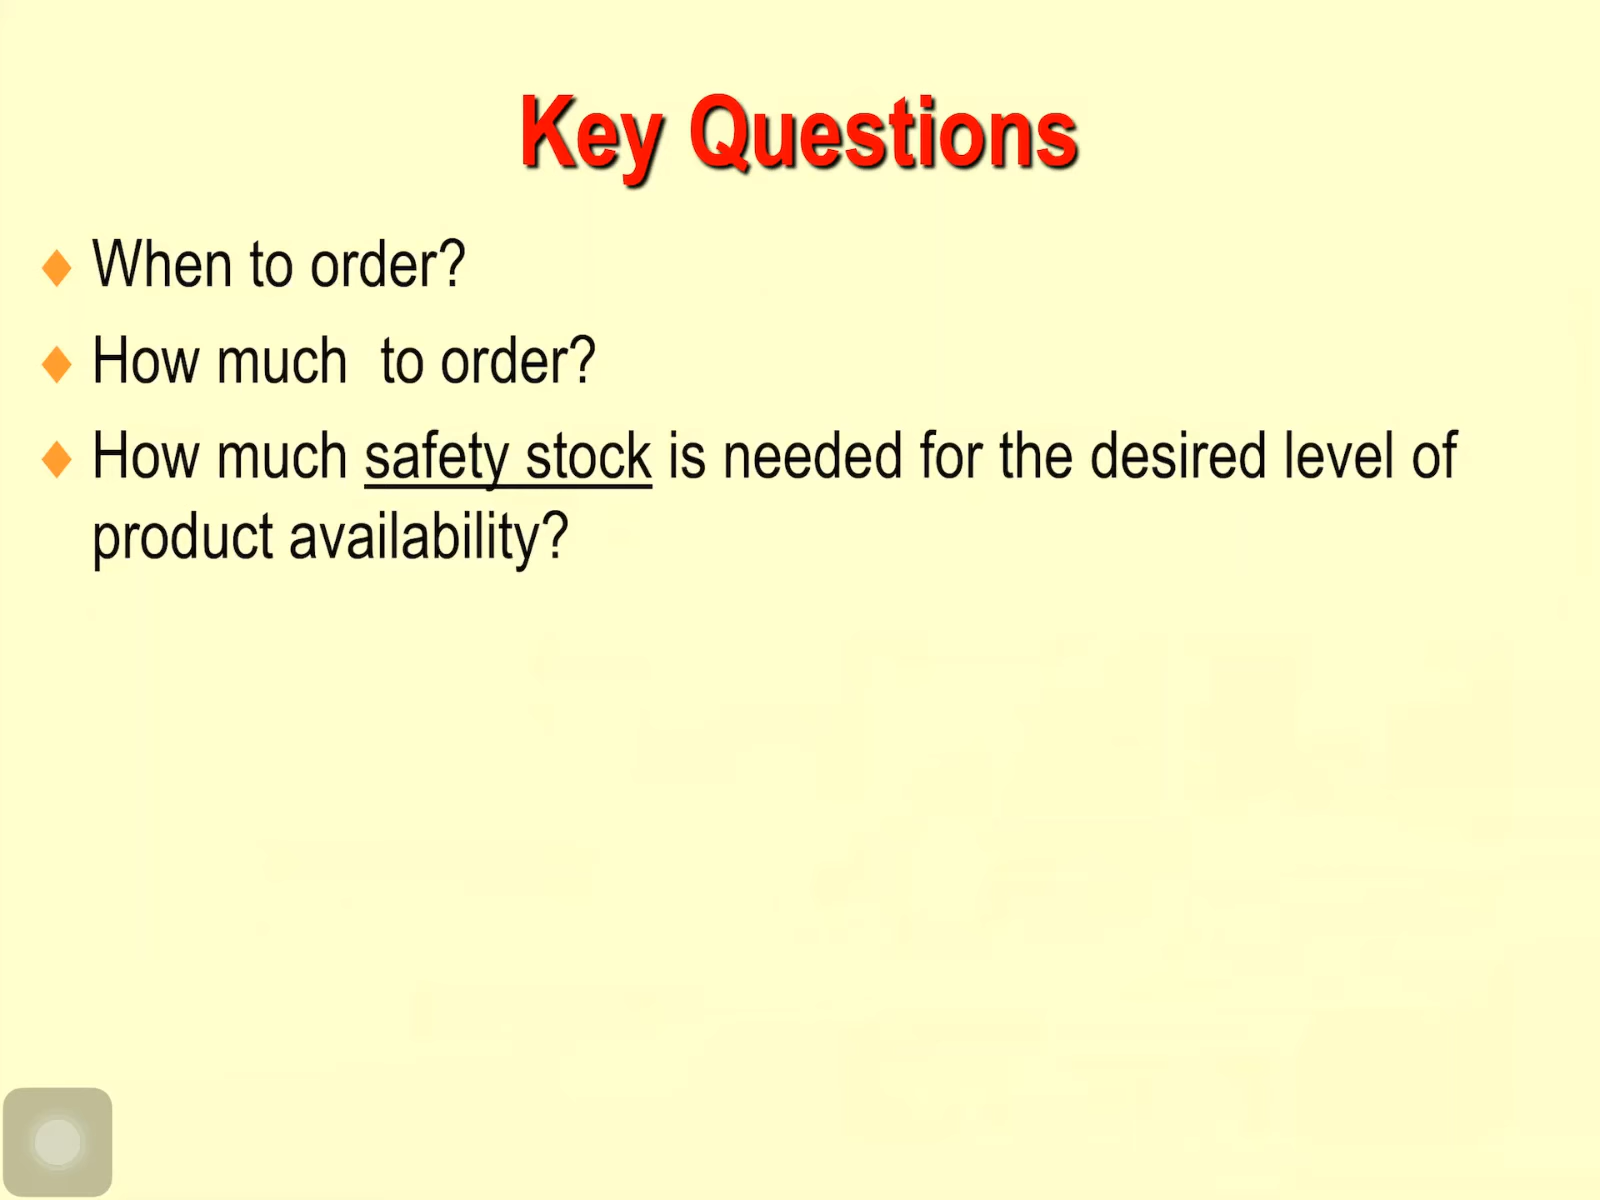 Key Questions
When to order?
How much  to order?
How much safety stock is needed for the desired level of
product availability?